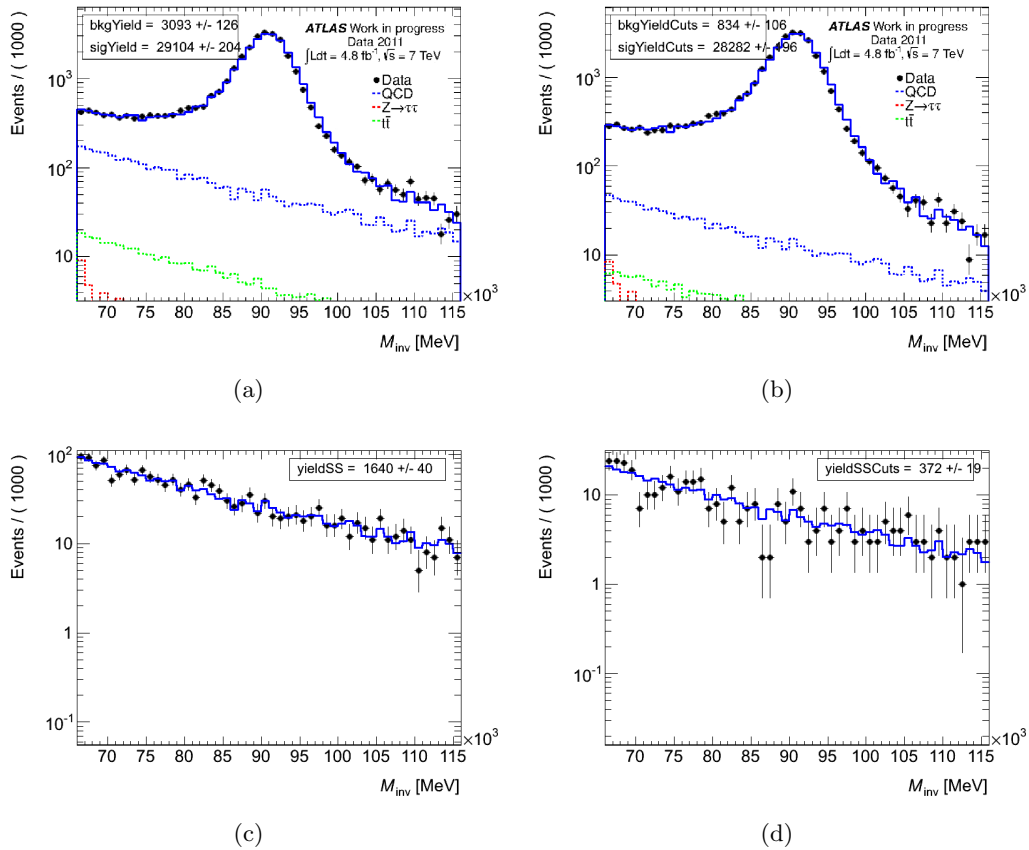 bkgYield = 3093 +/- 126
sigYield = 29104 +/- 204
ATLAS Work in progress
Data 2011
∫Ldt = 4.8 fb⁻¹, √s = 7 TeV
Data
QCD
Z→ττ
tt̄
Events / ( 1000 )
10³
10²
10
70 75 80 85 90 95 100 105 110 115
×10³
M_inv [MeV]
(a)
bkgYieldCuts = 834 +/- 106
sigYieldCuts = 28282 +/- 196
ATLAS Work in progress
Data 2011
∫Ldt = 4.8 fb⁻¹, √s = 7 TeV
Data
QCD
Z→ττ
tt̄
Events / ( 1000 )
10³
10²
10
70 75 80 85 90 95 100 105 110 115
×10³
M_inv [MeV]
(b)
yieldSS = 1640 +/- 40
Events / ( 1000 )
10²
10
1
10⁻¹
70 75 80 85 90 95 100 105 110 115
×10³
M_inv [MeV]
(c)
yieldSSCuts = 372 +/- 19
Events / ( 1000 )
10
1
10⁻¹
70 75 80 85 90 95 100 105 110 115
×10³
M_inv [MeV]
(d)